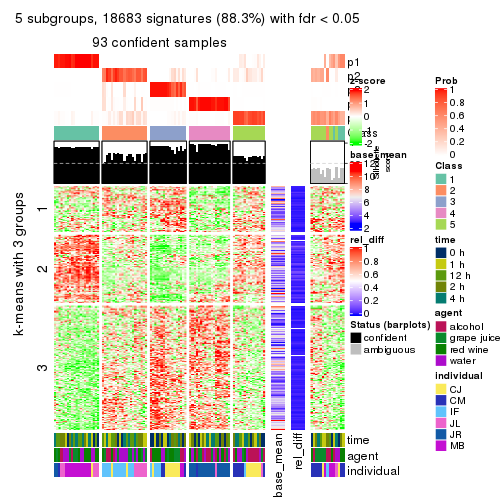 5 subgroups, 18683 signatures (88.3%) with fdr < 0.05
93 confident samples
p1
p2
z-score
2
1
0
-1
-2
Silhouette
score
base_mean
12
6
4
2
rel_diff
1
0.8
0.6
0.4
0.2
0
Status (barplots)
confident
ambiguous
Prob
1
0.8
0.6
0.4
0.2
0
Class
1
2
3
4
5
time
0 h
1 h
12 h
2 h
4 h
agent
alcohol
grape juice
red wine
water
individual
CJ
CM
IF
JL
JR
MB
k-means with 3 groups
1
2
3
time
agent
individual
base_mean
rel_diff